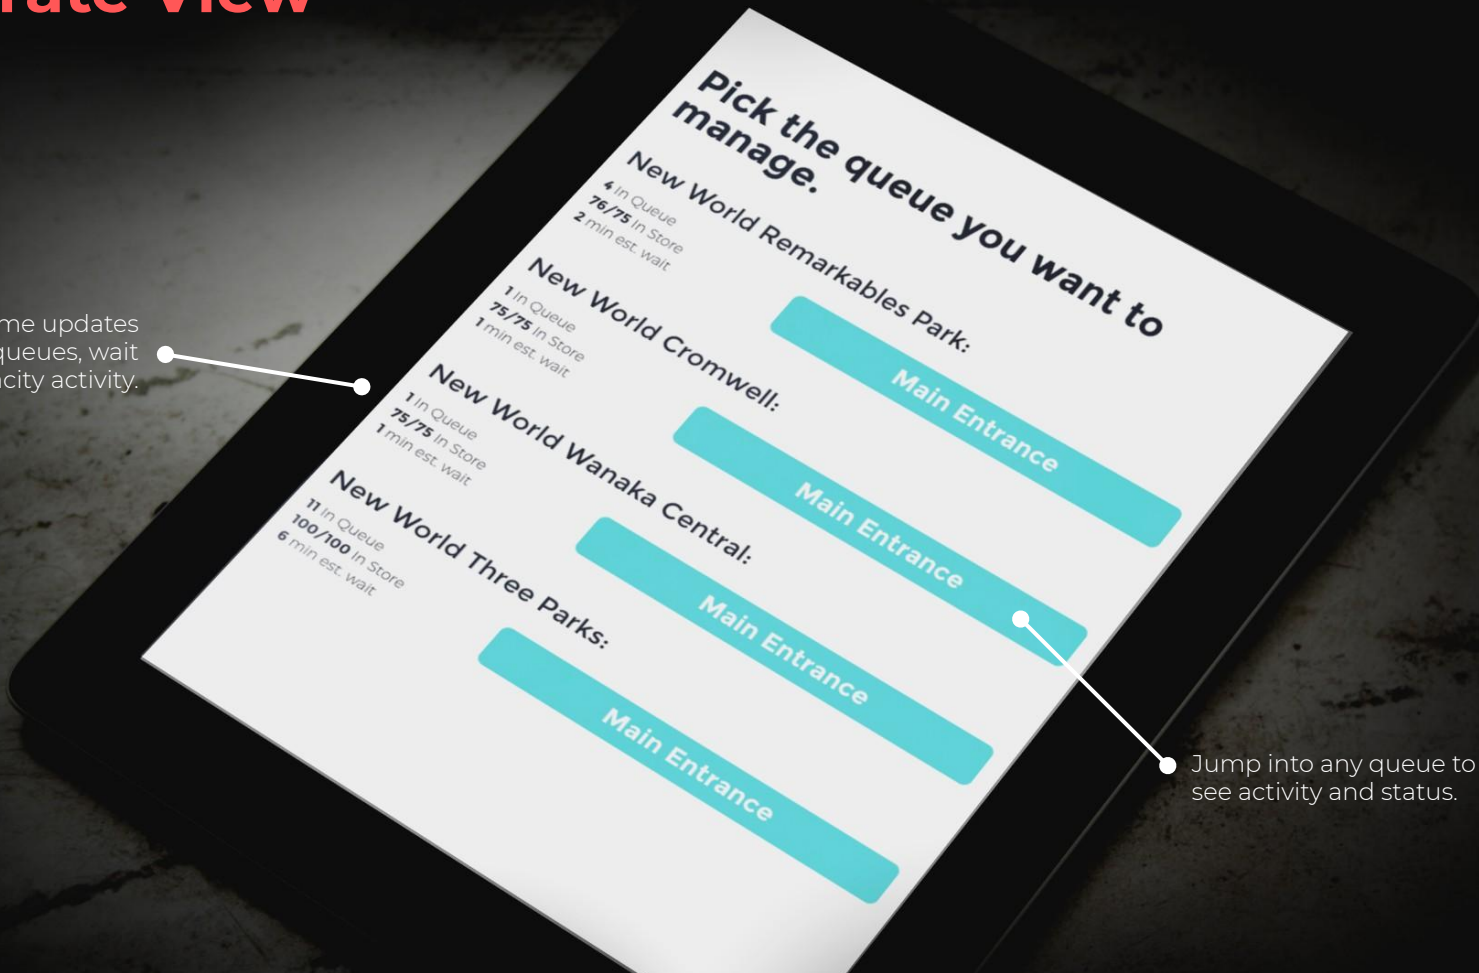 rate View
Pick the queue you want to
manage.
New World Remarkables Park:
4 In Queue
76/75 In Store
2 min est. wait
Main Entrance
New World Cromwell:
1 In Queue
75/75 In Store
1 min est. wait
Main Entrance
New World Wanaka Central:
1 In Queue
75/75 In Store
1 min est. wait
Main Entrance
New World Three Parks:
11 In Queue
100/100 In Store
6 min est. wait
Main Entrance
me updates
queues, wait
city activity.
Jump into any queue to
see activity and status.